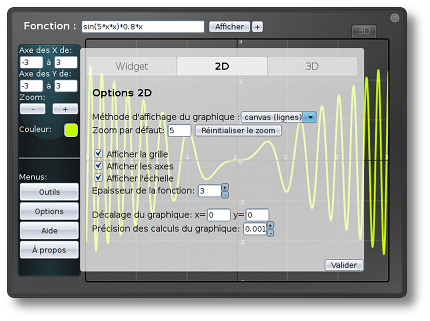 Fonction : sin(5*x*x)*0.8*x Afficher +
3D
Axe des X de:
-3 à 3
Axe des Y de:
-3 à 3
Zoom:
- +
Couleur:
Menus:
Outils
Options
Aide
À propos
Widget 2D 3D
Options 2D
Méthode d'affichage du graphique : canvas (lignes)
Zoom par défaut: 5 Réinitialiser le zoom
Afficher la grille
Afficher les axes
Afficher l'échelle
Epaisseur de la fonction: 3
Décalage du graphique: x= 0 y= 0
Précision des calculs du graphique: 0.001
Valider